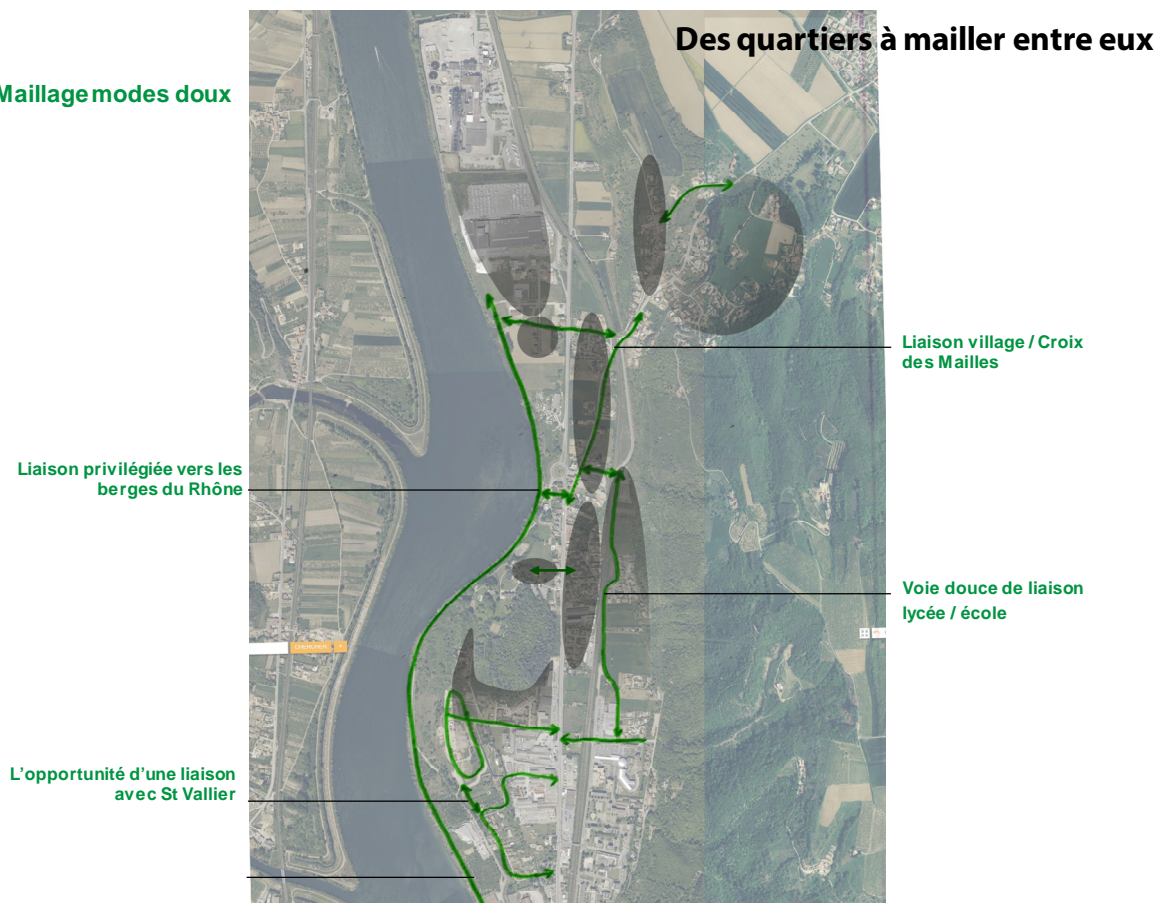 Des quartiers à mailler entre eux
Maillage modes doux
Liaison village / Croix
des Mailles
Liaison privilégiée vers les
berges du Rhône
Voie douce de liaison
lycée / école
CHERCHER
L'opportunité d'une liaison
avec St Vallier